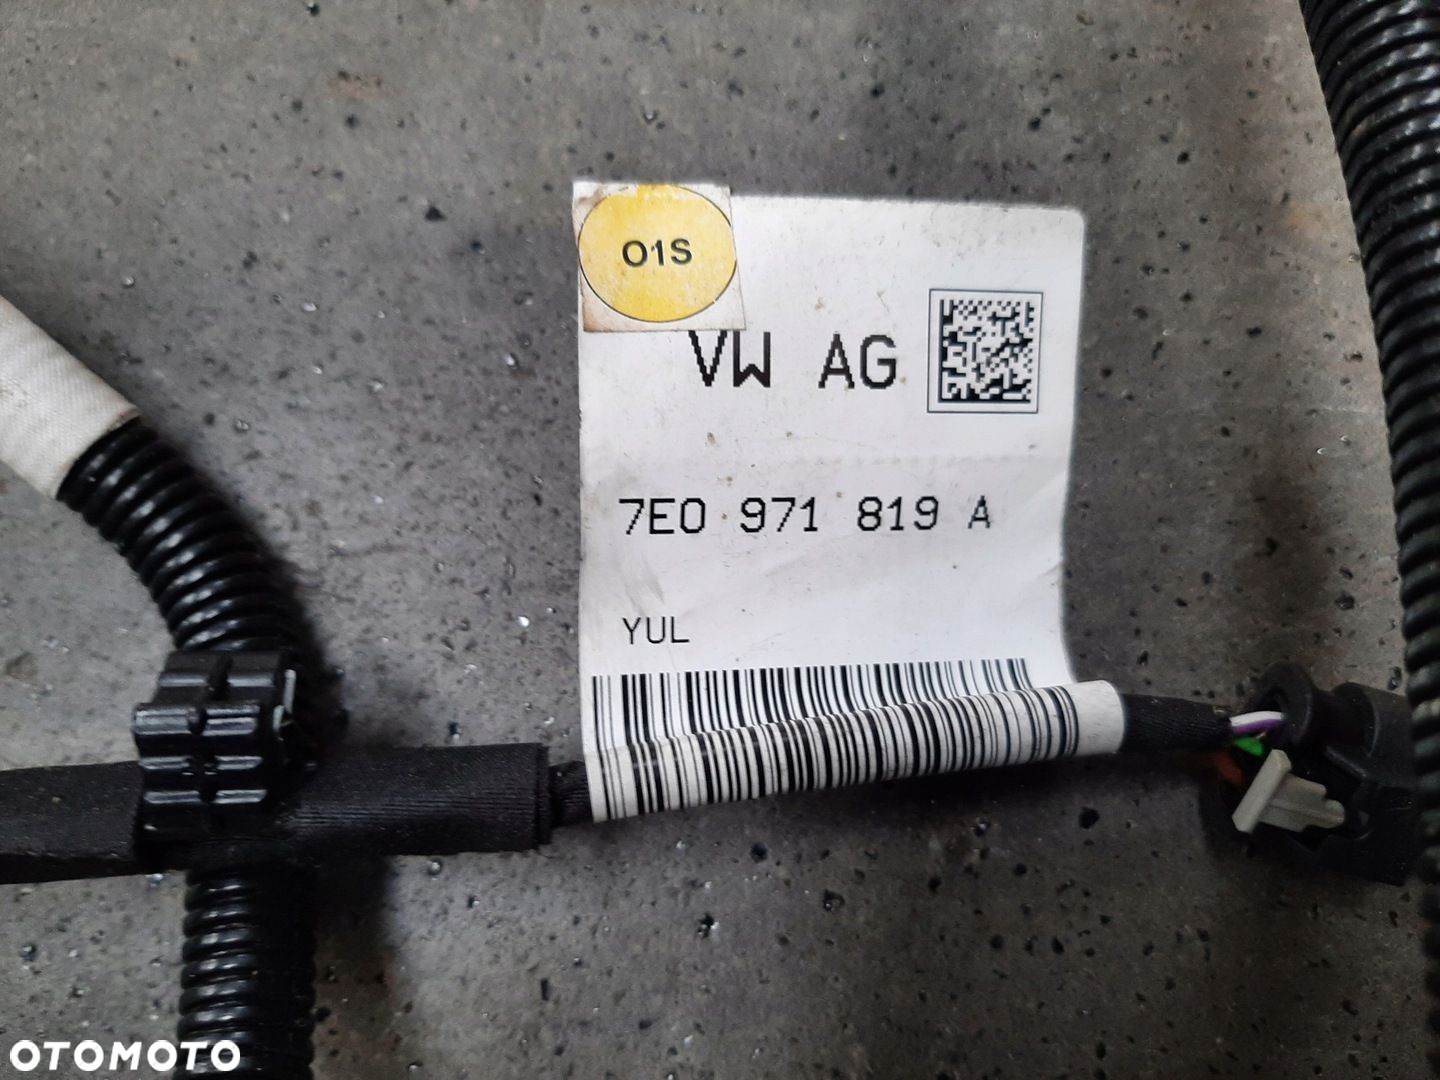 O1S
VW AG
7E0 971 819 A
YUL
OTOMOTO